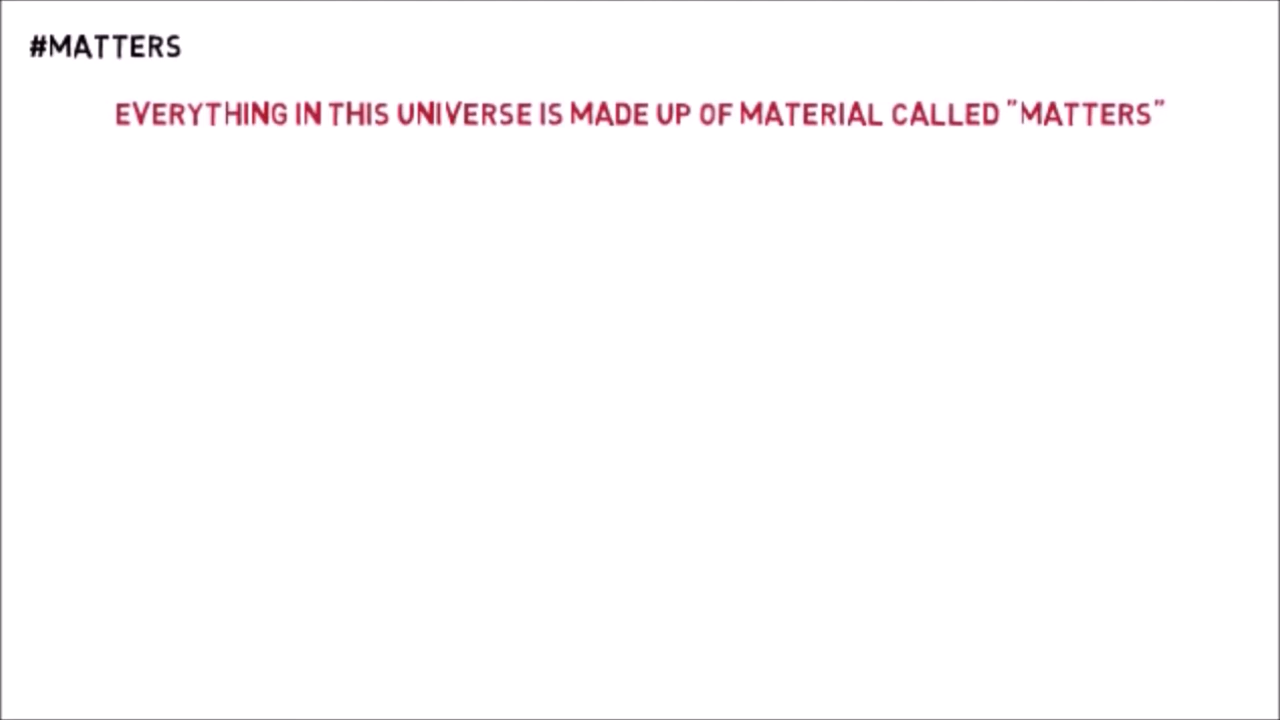 #MATTERS
EVERYTHING IN THIS UNIVERSE IS MADE UP OF MATERIAL CALLED "MATTERS"